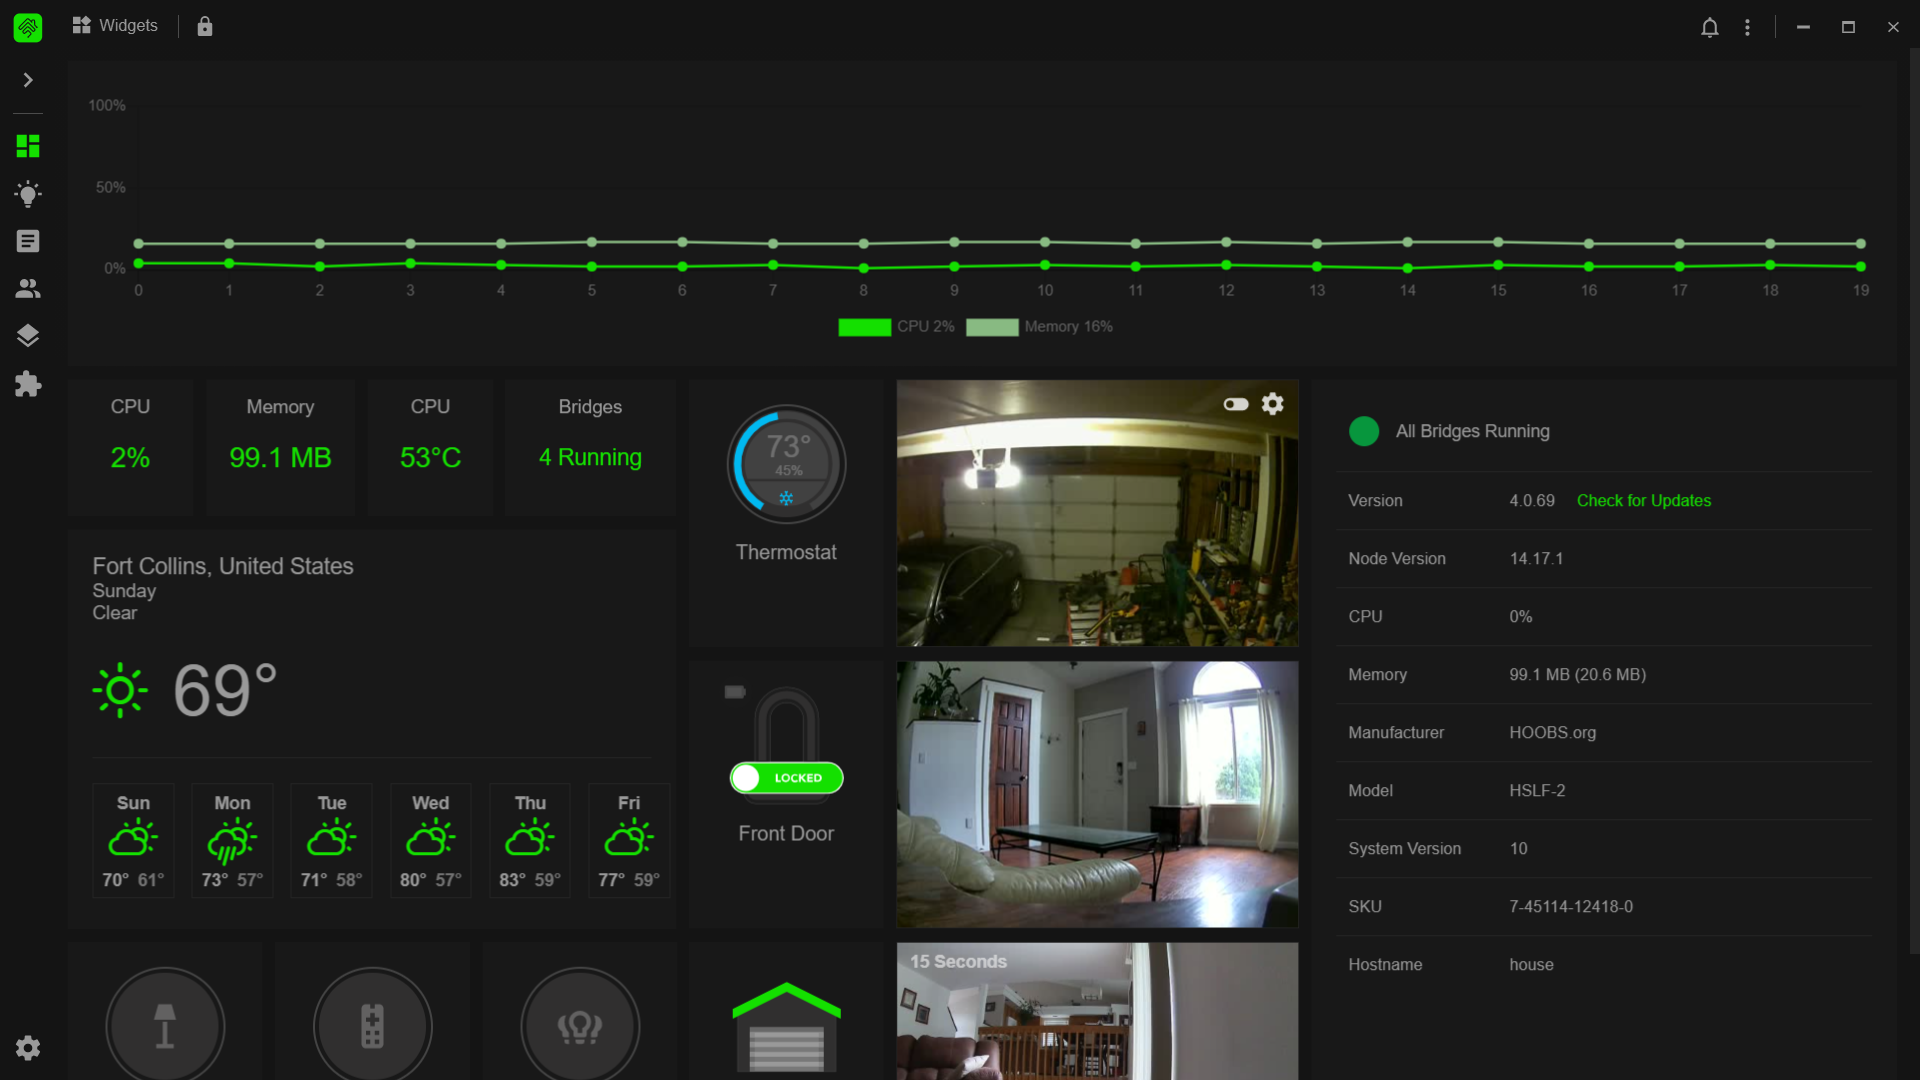 Widgets
100%
50%
0%
0 1 2 3 4 5 6 7 8 9 10 11 12 13 14 15 16 17 18 19
CPU 2% Memory 16%
CPU
2%
Memory
99.1 MB
CPU
53°C
Bridges
4 Running
73°
45%
Thermostat
All Bridges Running
Version 4.0.69 Check for Updates
Node Version 14.17.1
CPU 0%
Memory 99.1 MB (20.6 MB)
Manufacturer HOOBS.org
Model HSLF-2
System Version 10
SKU 7-45114-12418-0
Hostname house
Fort Collins, United States
Sunday
Clear
69°
Sun Mon Tue Wed Thu Fri
70° 61° 73° 57° 71° 58° 80° 57° 83° 59° 77° 59°
LOCKED
Front Door
15 Seconds